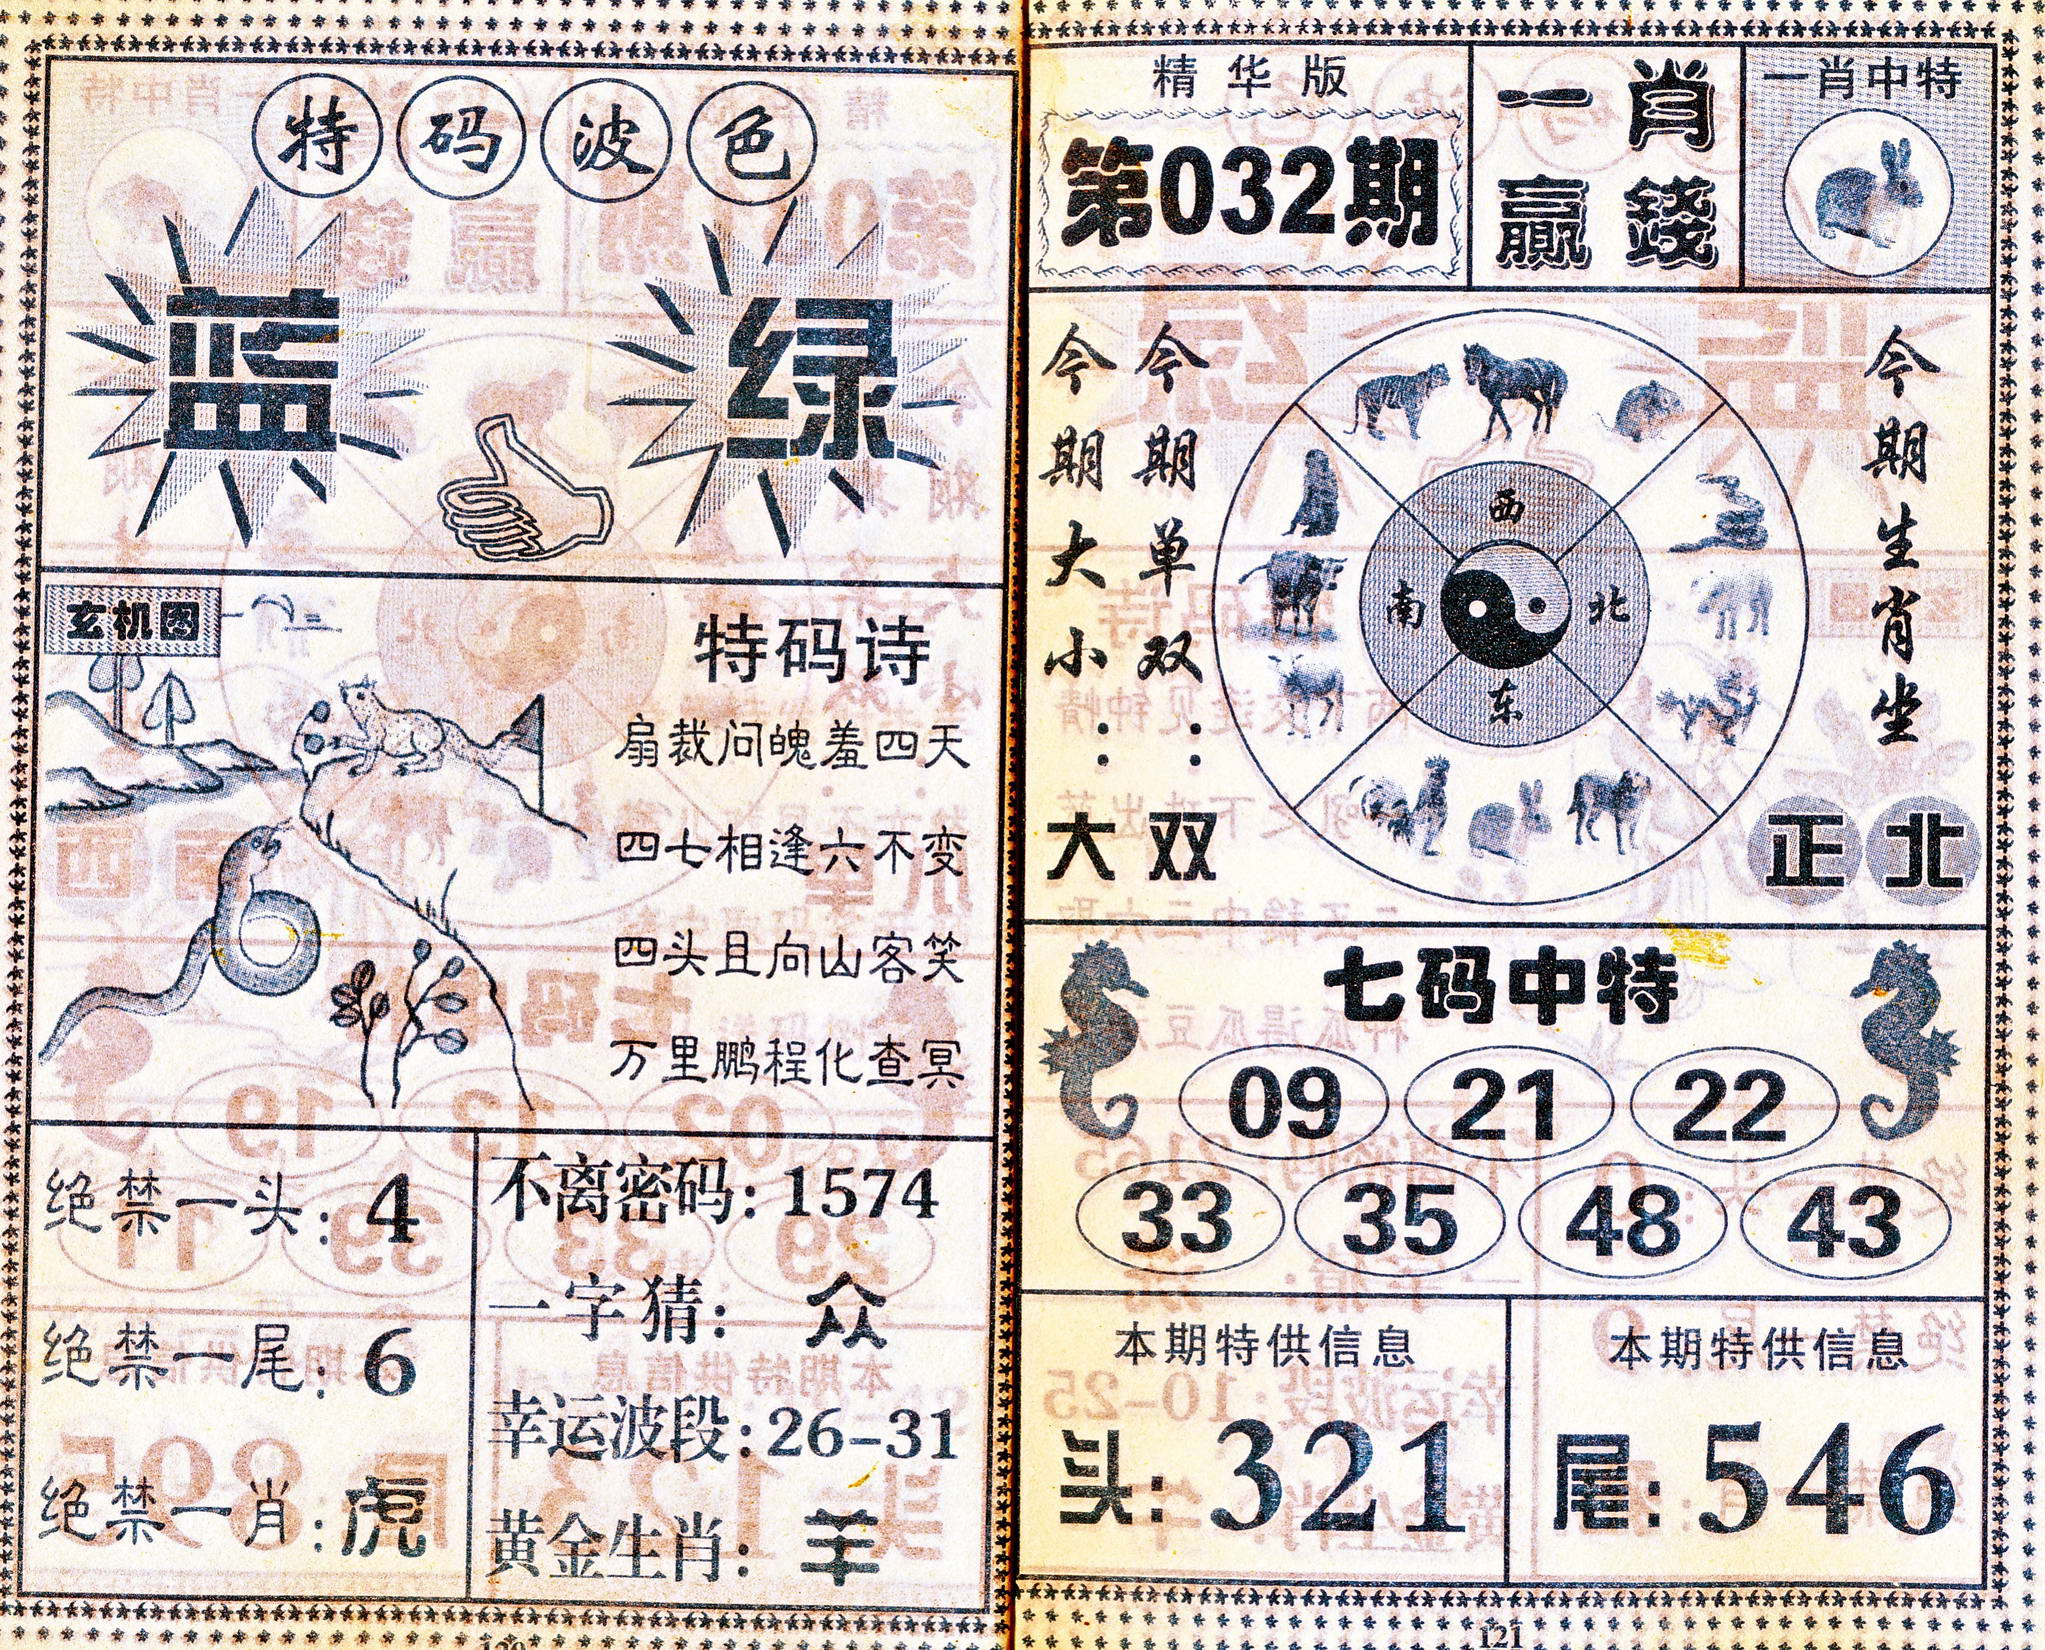 特码波色
蓝 绿
玄机图
特码诗
扇裁问魄羞四天
四七相逢六不变
四头且向山客笑
万里鹏程化查冥
绝禁一头:4
绝禁一尾:6
绝禁一肖:虎
不离密码:1574
一字猜:众
幸运波段:26-31
黄金生肖:羊
精华版
第032期
一肖
赢錢
一肖中特
今期大小:大
今期单双:双
西
南
北
东
今期生肖坐
正北
七码中特
09 21 22
33 35 48 43
本期特供信息
头:321
本期特供信息
尾:546
121